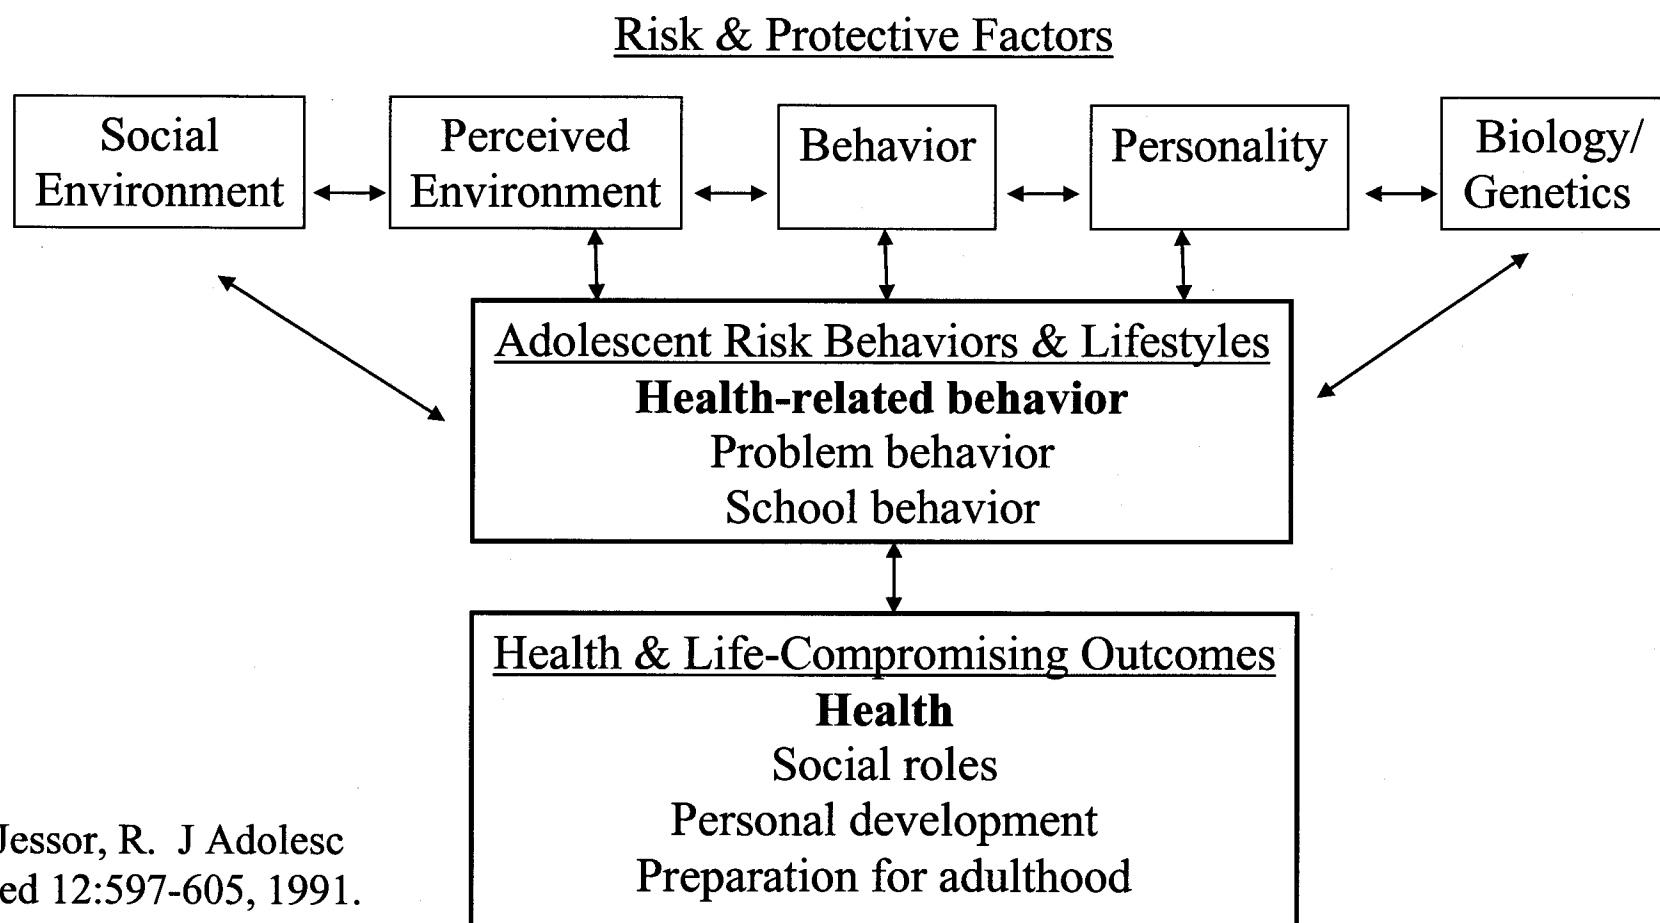 Risk & Protective Factors
Social
Environment
Perceived
Environment
Behavior
Personality
Biology/
Genetics
Adolescent Risk Behaviors & Lifestyles
Health-related behavior
Problem behavior
School behavior
Health & Life-Compromising Outcomes
Health
Social roles
Personal development
Preparation for adulthood
Jessor, R. J Adolesc
ed 12:597-605, 1991.